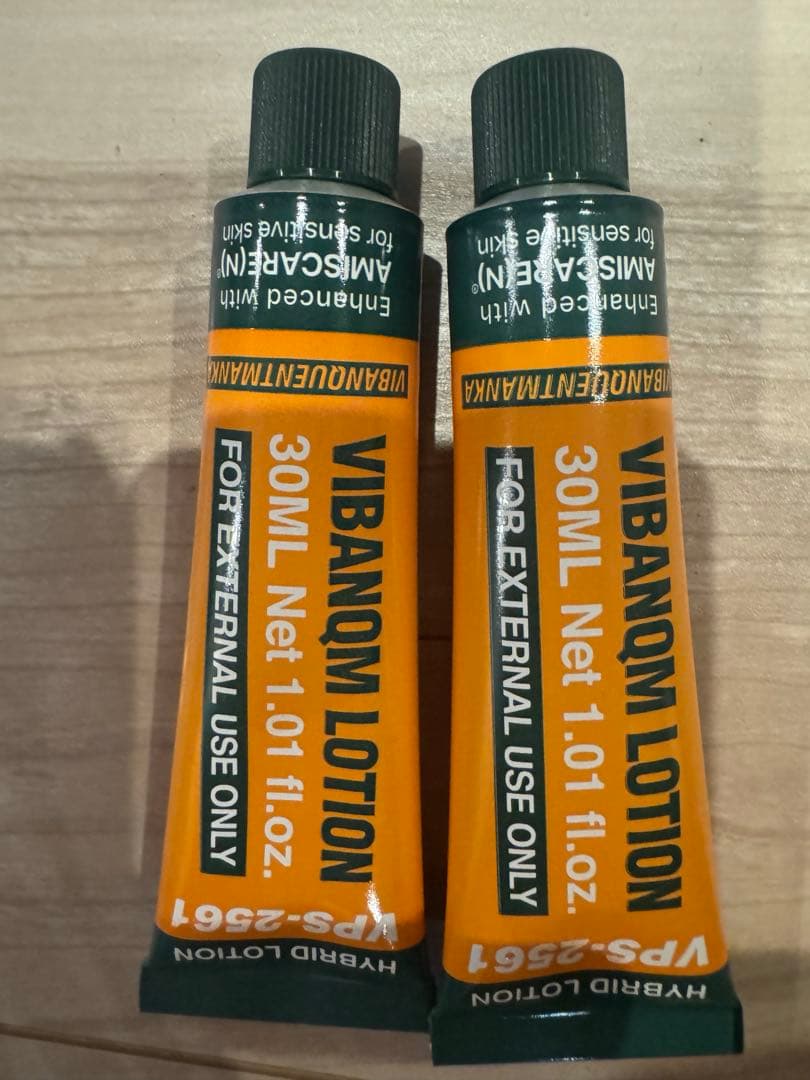 Enhanced with
AMISCARE(N)®
for sensitive skin
VIBANQUENTMANKA
VIBANQM LOTION
30ML Net 1.01 fl.oz.
FOR EXTERNAL USE ONLY
VPS-2561
HYBRID LOTION
Enhanced with
AMISCARE(N)®
for sensitive skin
VIBANQUENTMANKA
VIBANQM LOTION
30ML Net 1.01 fl.oz.
FOR EXTERNAL USE ONLY
VPS-2561
HYBRID LOTION